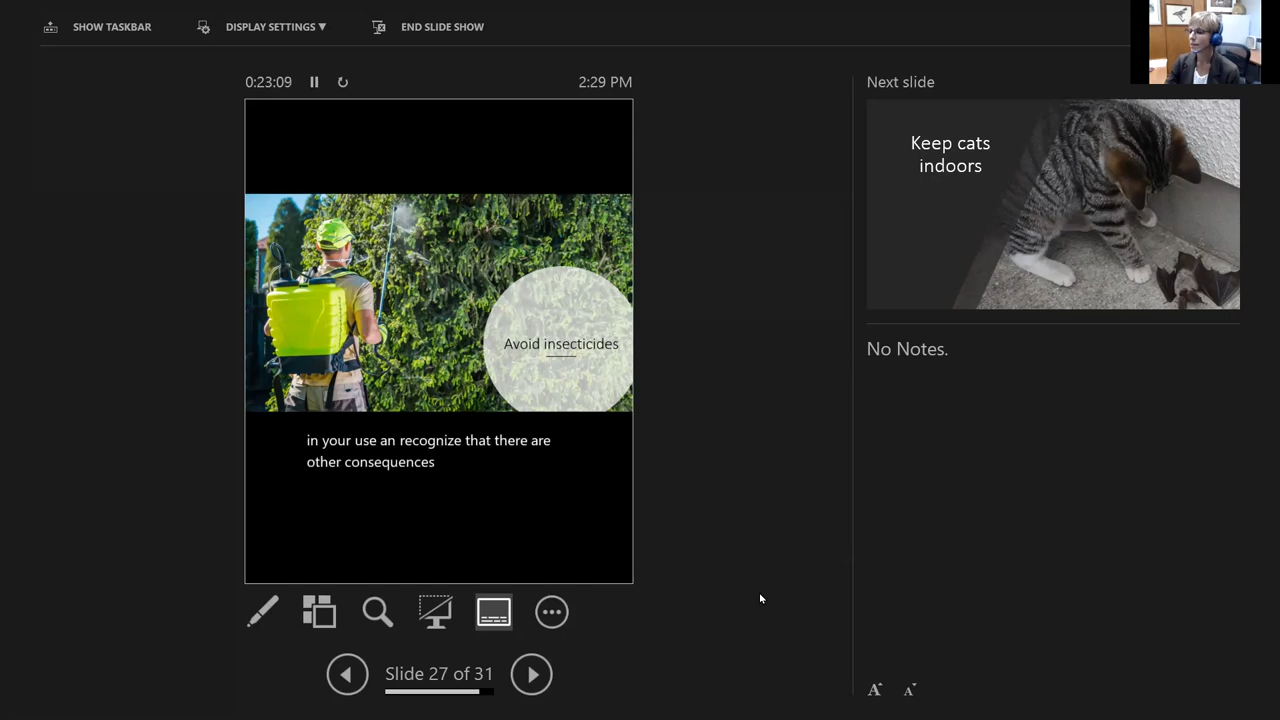 SHOW TASKBAR
DISPLAY SETTINGS ▼
END SLIDE SHOW
0:23:09
2:29 PM
Next slide
Keep cats
indoors
Avoid insecticides
No Notes.
in your use an recognize that there are
other consequences
Slide 27 of 31
A
A